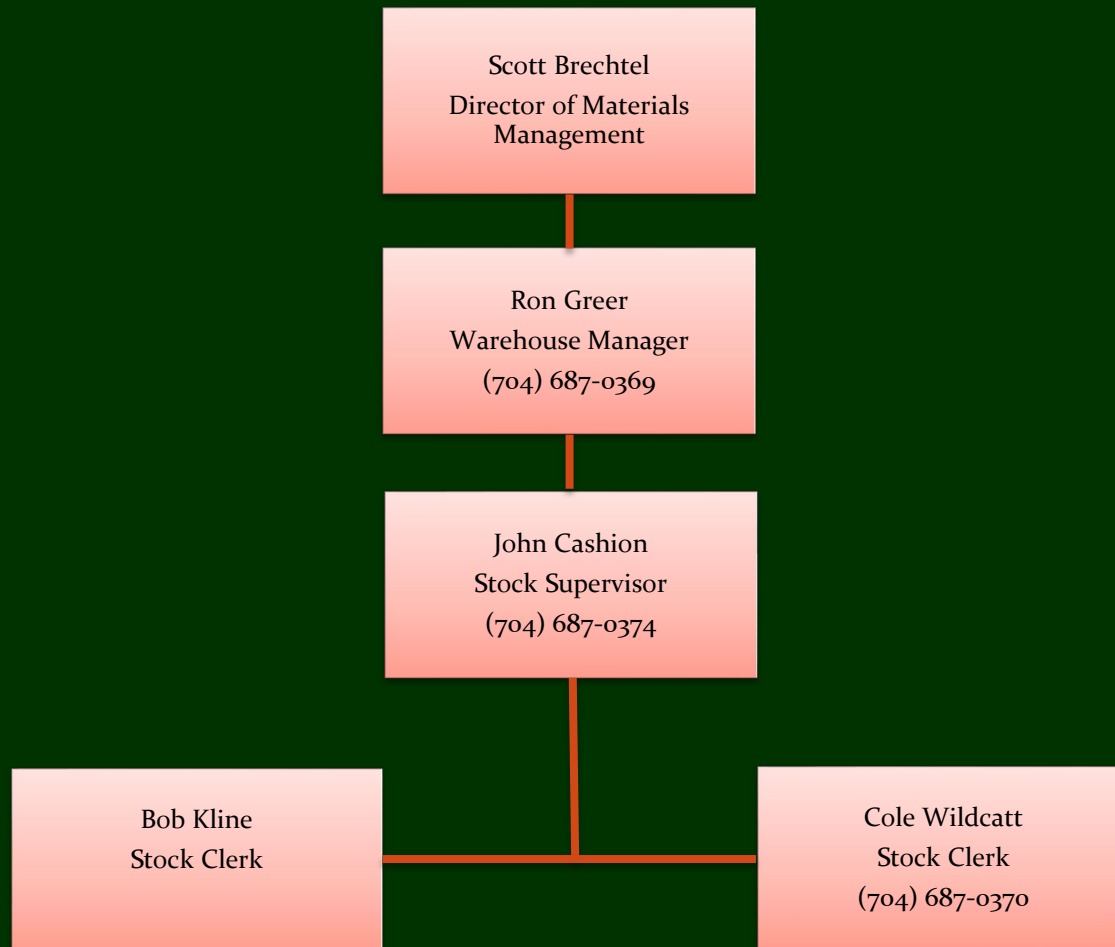 Scott Brechtel
Director of Materials
Management
Ron Greer
Warehouse Manager
(704) 687-0369
John Cashion
Stock Supervisor
(704) 687-0374
Bob Kline
Stock Clerk
Cole Wildcatt
Stock Clerk
(704) 687-0370